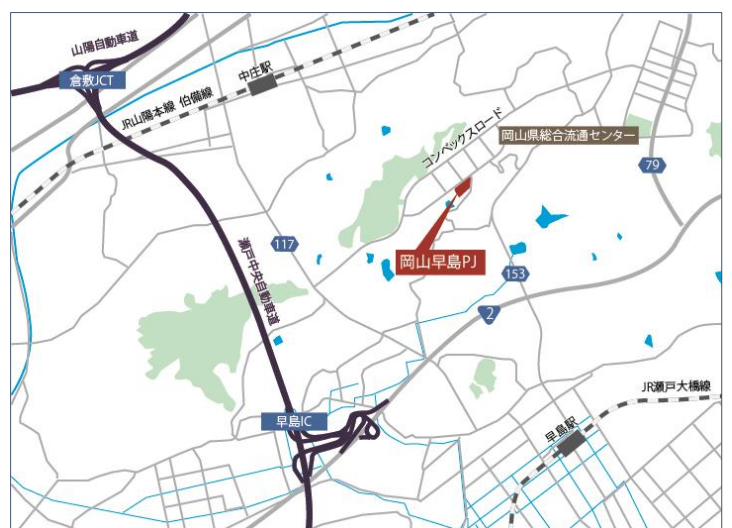 山陽自動車道
倉敷JCT
中庄駅
JR山陽本線 伯備線
コンベックスロード
岡山県総合流通センター
79
117
岡山早島PJ
瀬戸中央自動車道
153
2
JR瀬戸大橋線
早島IC
早島駅